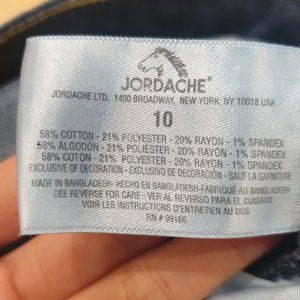 JORDACHE®
JORDACHE LTD. 1400 BROADWAY, NEW YORK, NY 10018 USA
10
58% COTTON - 21% POLYESTER - 20% RAYON - 1% SPANDEX
58% ALGODÓN - 21% POLIÉSTER - 20% RAYÓN - 1% SPANDEX
58% COTON - 21% POLYESTER - 20% RAYON - 1% SPANDEX
EXCLUSIVE OF DECORATION - EXCLUSIVO DE DECORACIÓN - SAUF LA GARNITURE
MADE IN BANGLADESH- HECHO EN BANGLADESH-FABRIQUÉ AU BANGLADESH
SEE REVERSE FOR CARE - VER AL REVERSO PARA EL CUIDADO
VOIR LES INSTRUCTIONS D'ENTRETIEN AU DOS
RN # 99166